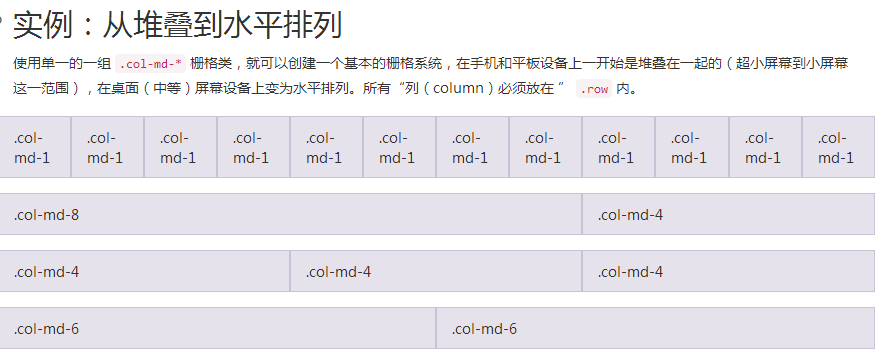 实例：从堆叠到水平排列
使用单一的一组 .col-md-* 栅格类，就可以创建一个基本的栅格系统，在手机和平板设备上一开始是堆叠在一起的（超小屏幕到小屏幕
这一范围），在桌面（中等）屏幕设备上变为水平排列。所有“列（column）必须放在 ” .row 内。
.col- .col- .col- .col- .col- .col- .col- .col- .col- .col- .col- .col-
md-1 md-1 md-1 md-1 md-1 md-1 md-1 md-1 md-1 md-1 md-1 md-1
.col-md-8 .col-md-4
.col-md-4 .col-md-4 .col-md-4
.col-md-6 .col-md-6